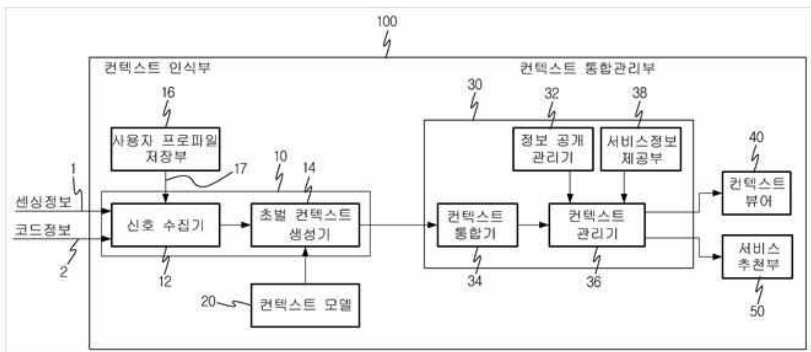 100
컨텍스트 인식부
컨텍스트 통합관리부
16
사용자 프로파일
저장부
17
10
14
1
센싱정보
코드정보
2
신호 수집기
12
초벌 컨텍스트
생성기
20
컨텍스트 모델
30
32
38
정보 공개
관리기
서비스정보
제공부
컨텍스트
통합기
34
컨텍스트
관리기
36
40
컨텍스트
뷰어
서비스
추천부
50